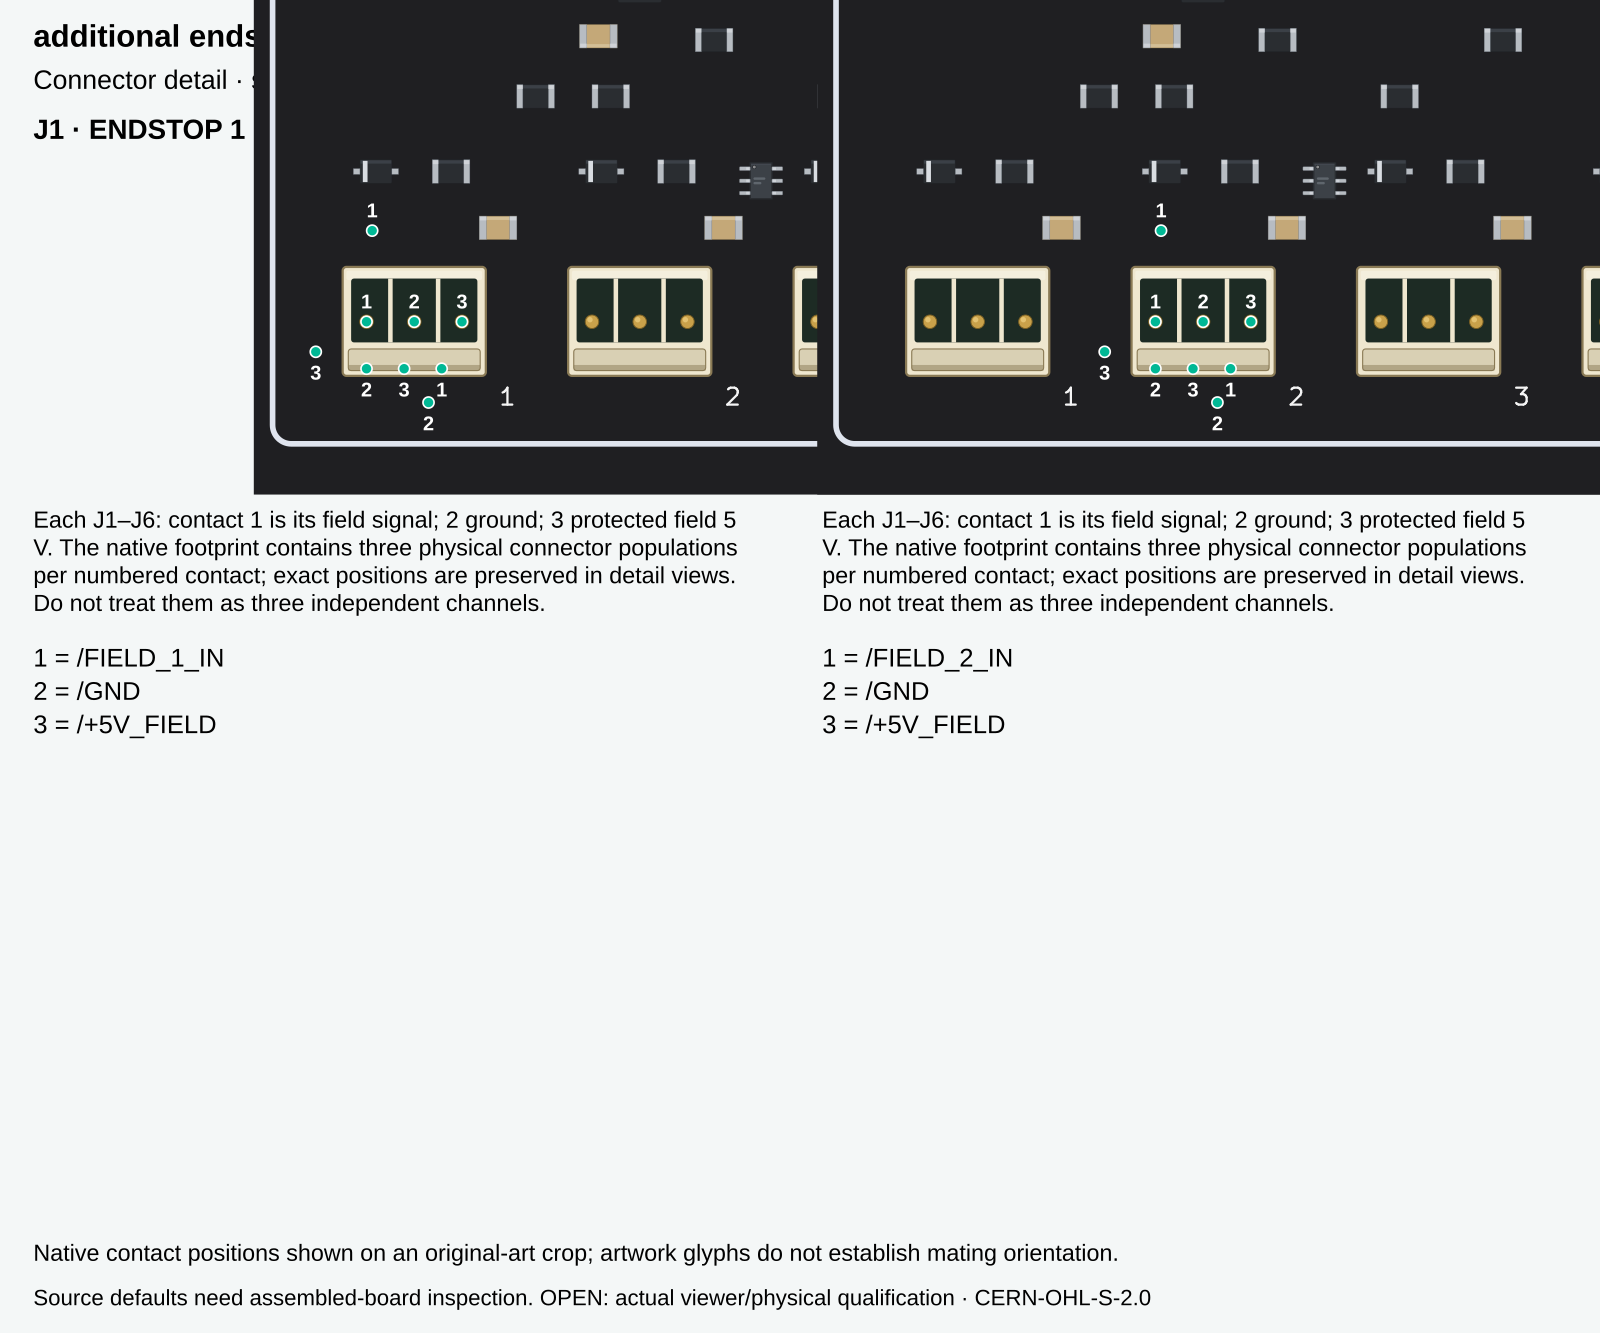 additional ends
Connector detail ·
J1 · ENDSTOP 1
1
1
1 2 3
1 2 3
3
3
2 3 1
2 3 1
1
2
1
2
3
2
2
Each J1–J6: contact 1 is its field signal; 2 ground; 3 protected field 5
V. The native footprint contains three physical connector populations
per numbered contact; exact positions are preserved in detail views.
Do not treat them as three independent channels.
1 = /FIELD_1_IN
2 = /GND
3 = /+5V_FIELD
Each J1–J6: contact 1 is its field signal; 2 ground; 3 protected field 5
V. The native footprint contains three physical connector populations
per numbered contact; exact positions are preserved in detail views.
Do not treat them as three independent channels.
1 = /FIELD_2_IN
2 = /GND
3 = /+5V_FIELD
Native contact positions shown on an original-art crop; artwork glyphs do not establish mating orientation.
Source defaults need assembled-board inspection. OPEN: actual viewer/physical qualification · CERN-OHL-S-2.0